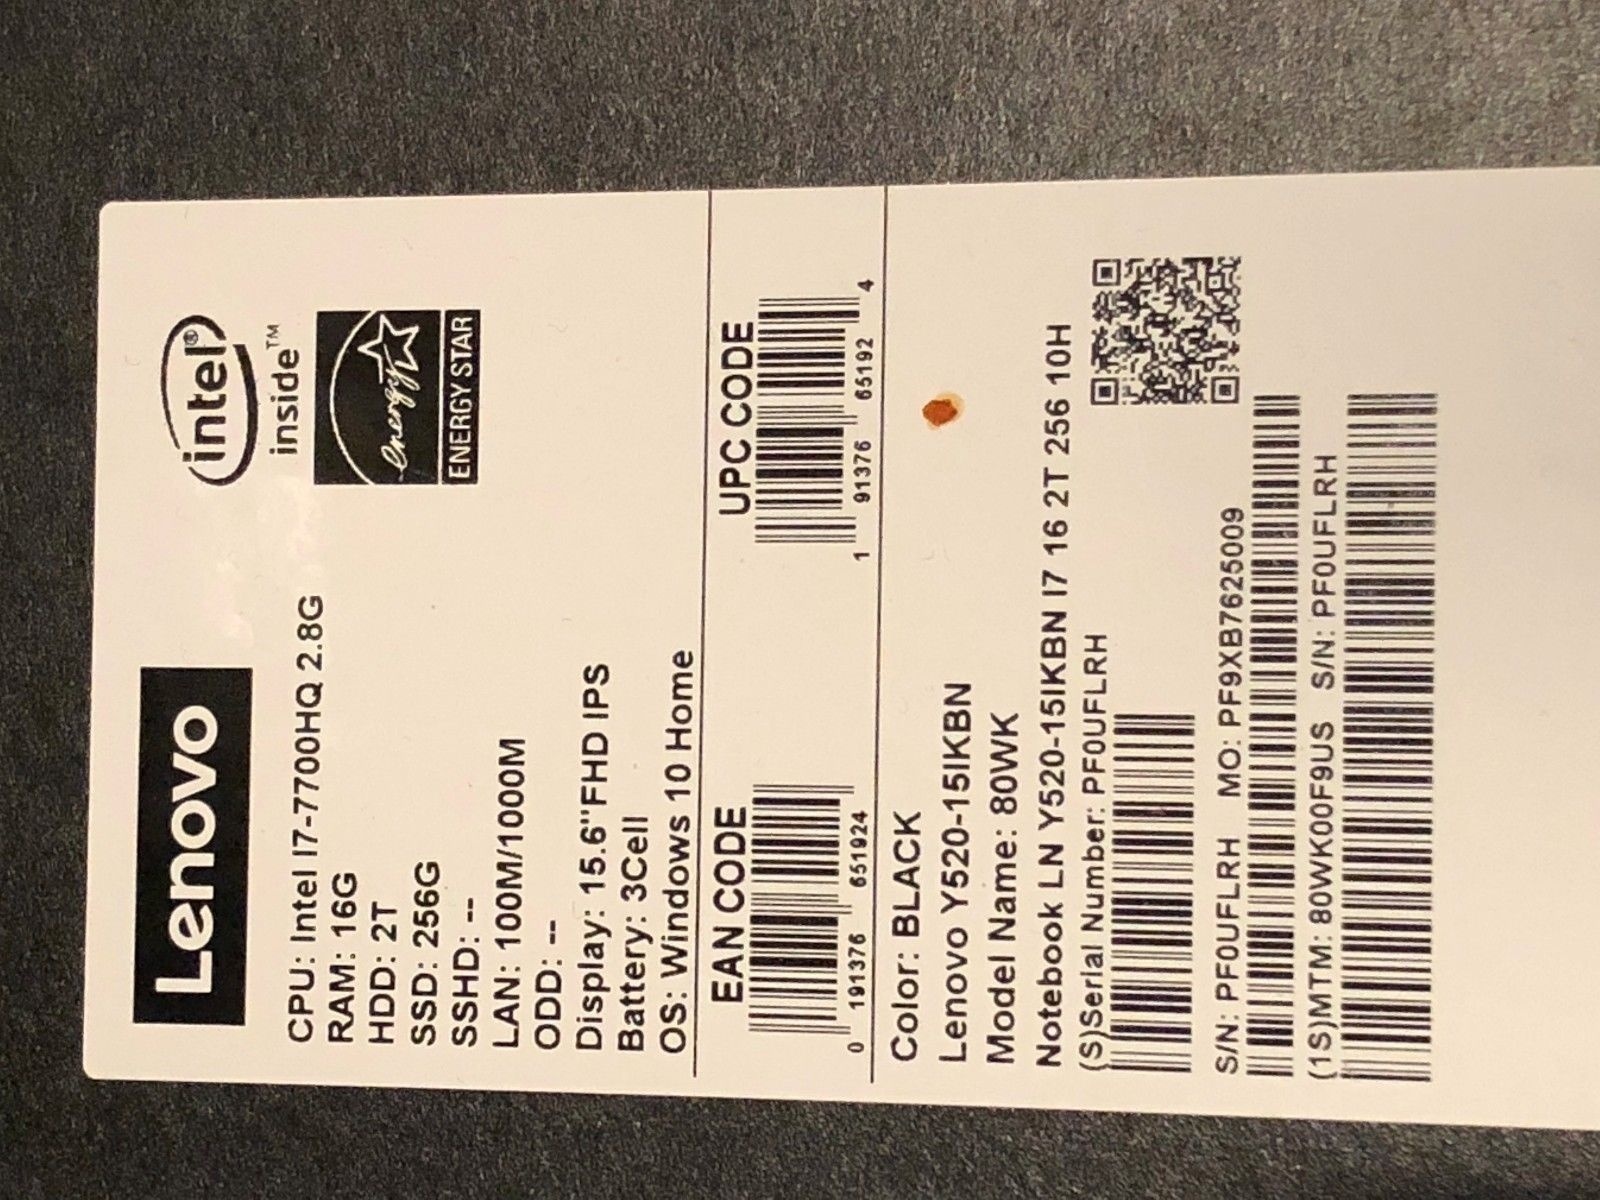 Lenovo
intel® inside™
energy
ENERGY STAR
CPU: Intel I7-7700HQ 2.8G
RAM: 16G
HDD: 2T
SSD: 256G
SSHD: --
LAN: 100M/1000M
ODD: --
Display: 15.6"FHD IPS
Battery: 3Cell
OS: Windows 10 Home
EAN CODE
0 191376 651924
UPC CODE
1 91376 65192 4
Color: BLACK
Lenovo Y520-15IKBN
Model Name: 80WK
Notebook LN Y520-15IKBN I7 16 2T 256 10H
(S)Serial Number: PF0UFLRH
S/N: PF0UFLRH MO: PF9XB7625009
(1S)MTM: 80WK00F9US S/N: PF0UFLRH